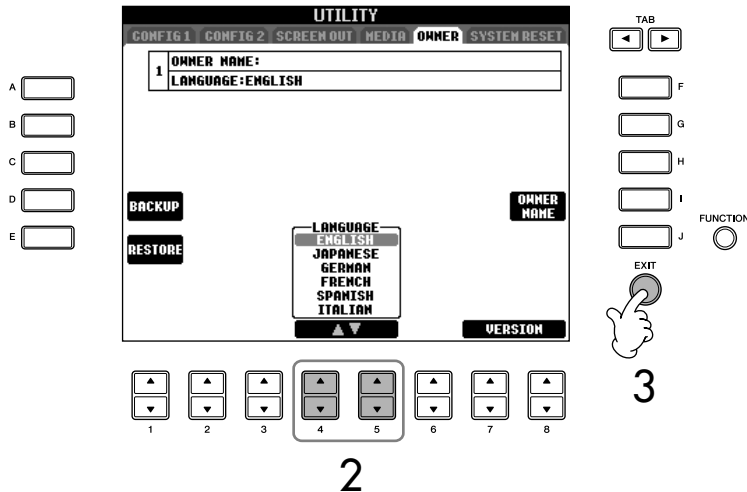 UTILITY
CONFIG 1 CONFIG 2 SCREEN OUT MEDIA OWNER SYSTEM RESET
1
OWNER NAME:
LANGUAGE:ENGLISH
BACKUP
RESTORE
OWNER
NAME
LANGUAGE
ENGLISH
JAPANESE
GERMAN
FRENCH
SPANISH
ITALIAN
VERSION
TAB
A
B
C
D
E
F
G
H
I
J
FUNCTION
EXIT
3
1 2 3 4 5 6 7 8
2